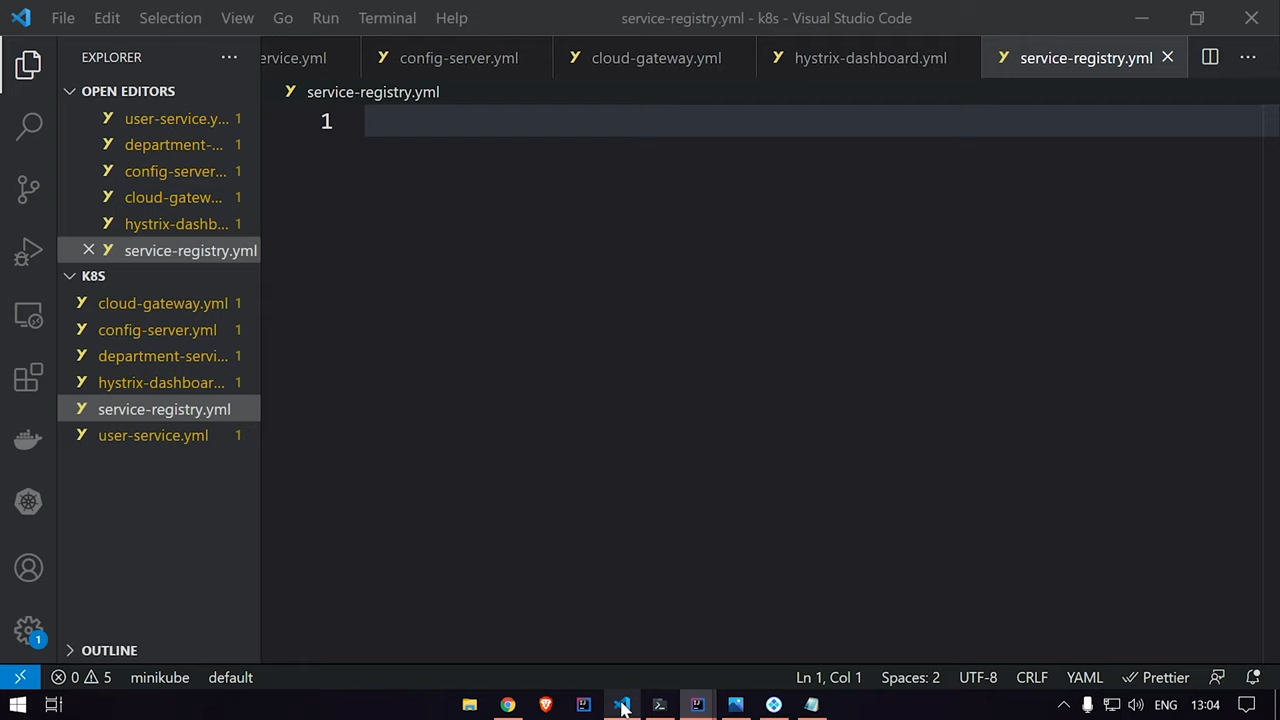 File Edit Selection View Go Run Terminal Help
service-registry.yml - k8s - Visual Studio Code
EXPLORER
ervice.yml
config-server.yml
cloud-gateway.yml
hystrix-dashboard.yml
service-registry.yml
OPEN EDITORS
user-service.y... 1
department-... 1
config-server... 1
cloud-gatew... 1
hystrix-dashb... 1
service-registry.yml
K8S
cloud-gateway.yml 1
config-server.yml 1
department-servi... 1
hystrix-dashboar... 1
service-registry.yml
user-service.yml 1
OUTLINE
service-registry.yml
1
1
0 5 minikube default
Ln 1, Col 1 Spaces: 2 UTF-8 CRLF YAML Prettier
ENG 13:04